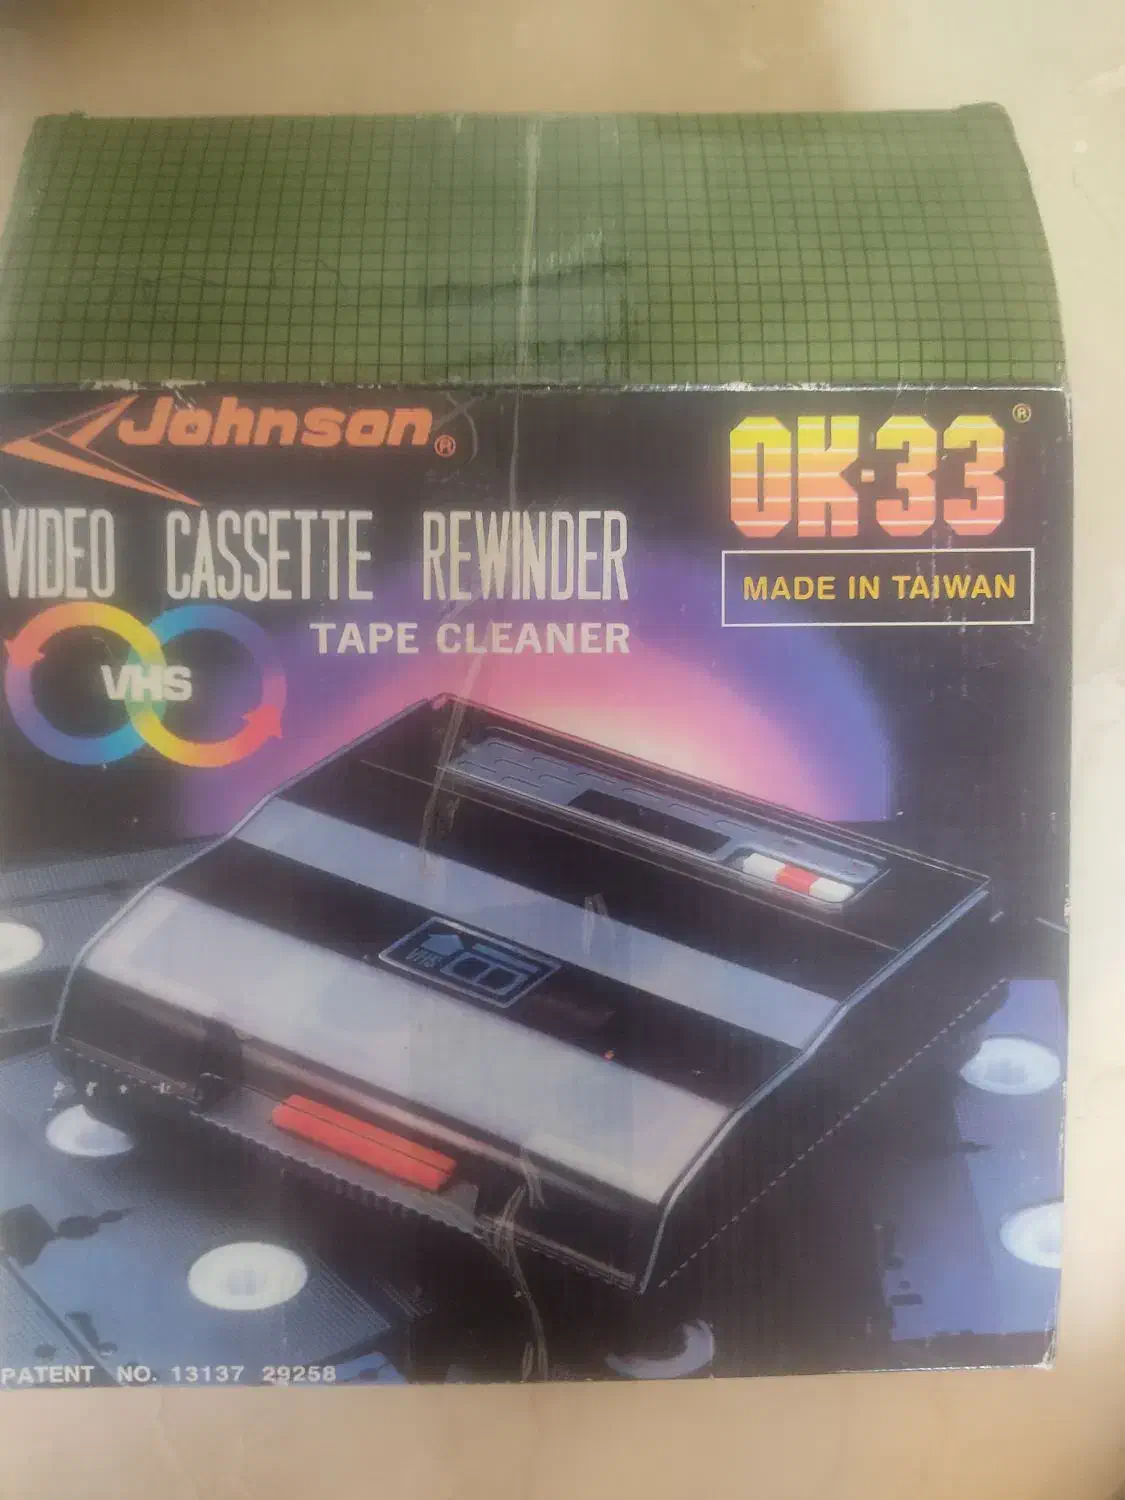 Johnson®
OK-33®
VIDEO CASSETTE REWINDER
MADE IN TAIWAN
TAPE CLEANER
VHS
VHS
PATENT NO. 13137 29258